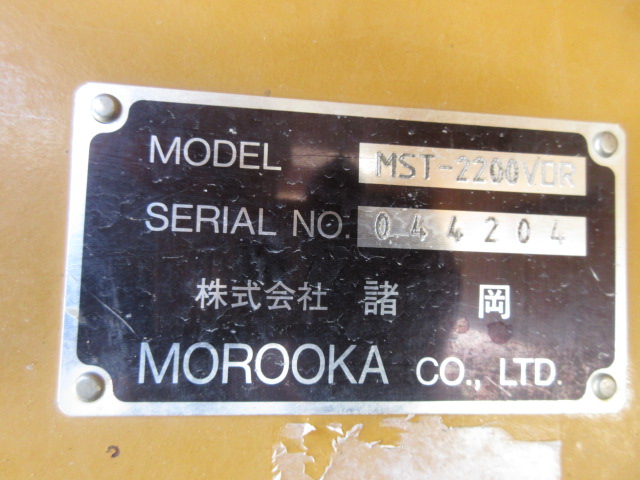 MODEL MST-2200VDR
SERIAL NO. 044204
株式会社 諸 岡
MOROOKA CO., LTD.